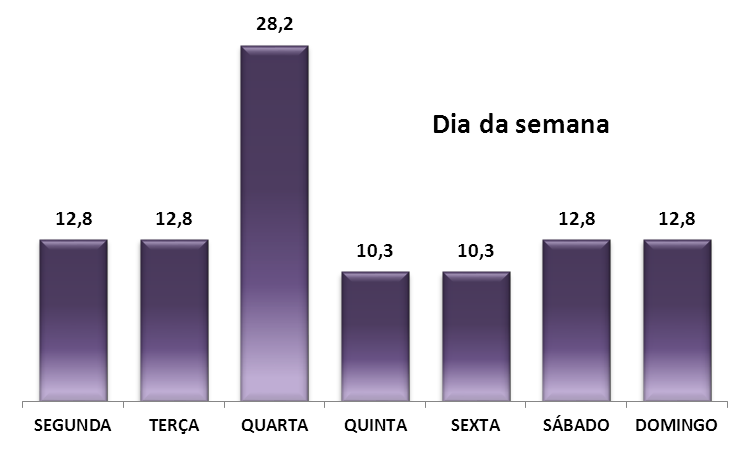 28,2
Dia da semana
12,8 12,8 12,8 12,8
10,3 10,3
SEGUNDA TERÇA QUARTA QUINTA SEXTA SÁBADO DOMINGO